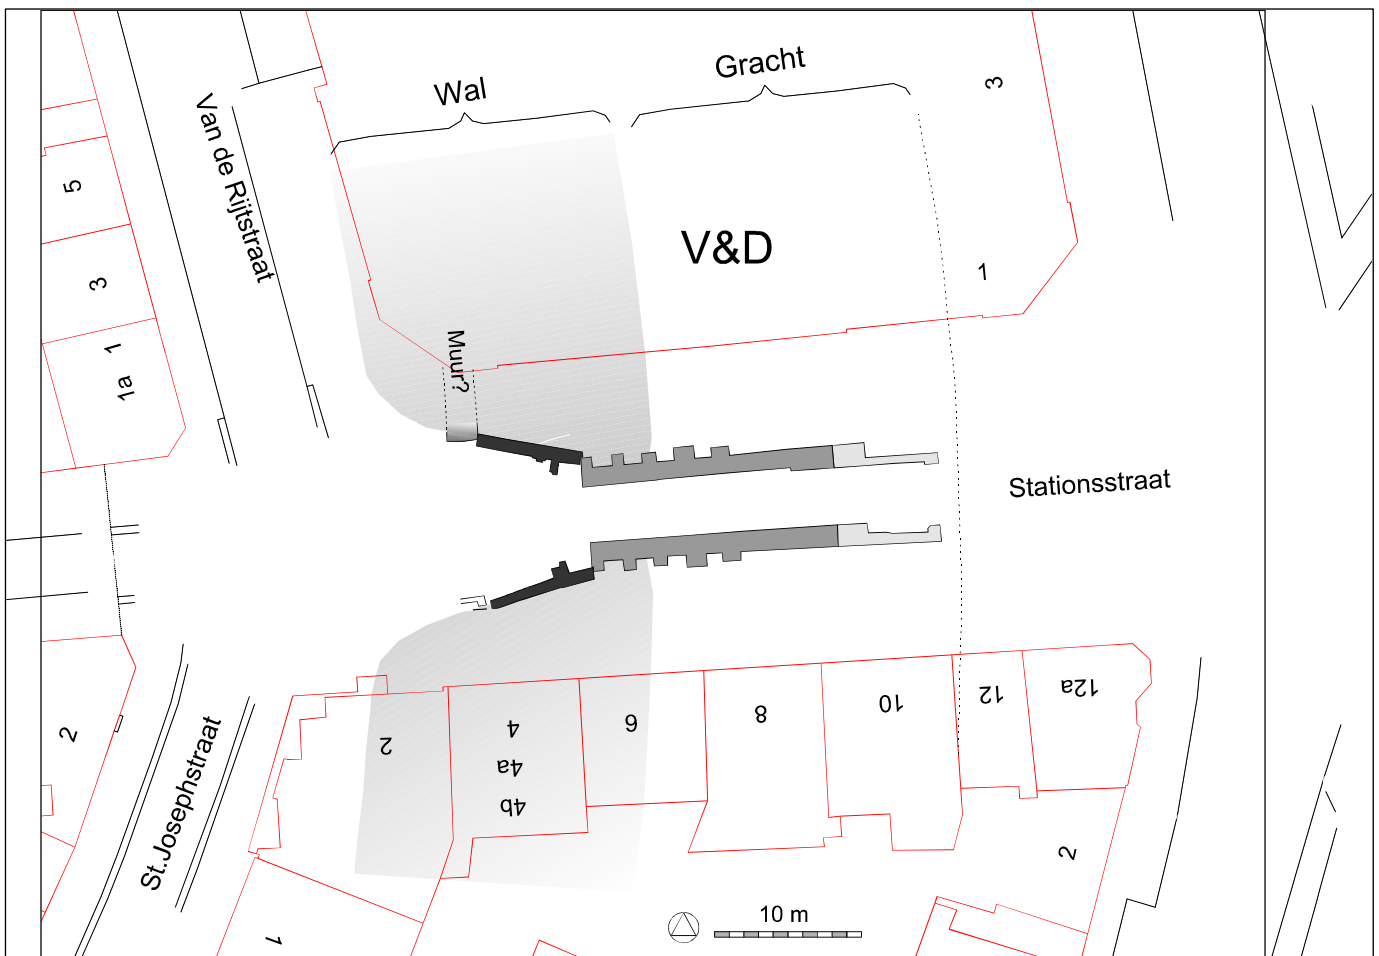 Wal
Gracht
3
Van de Rijtstraat
5
V&D
3
1
1
1a
Muur?
Stationsstraat
2
St.Josephstraat
2
4
4a
4b
6
8
10
12
12a
2
1
10 m